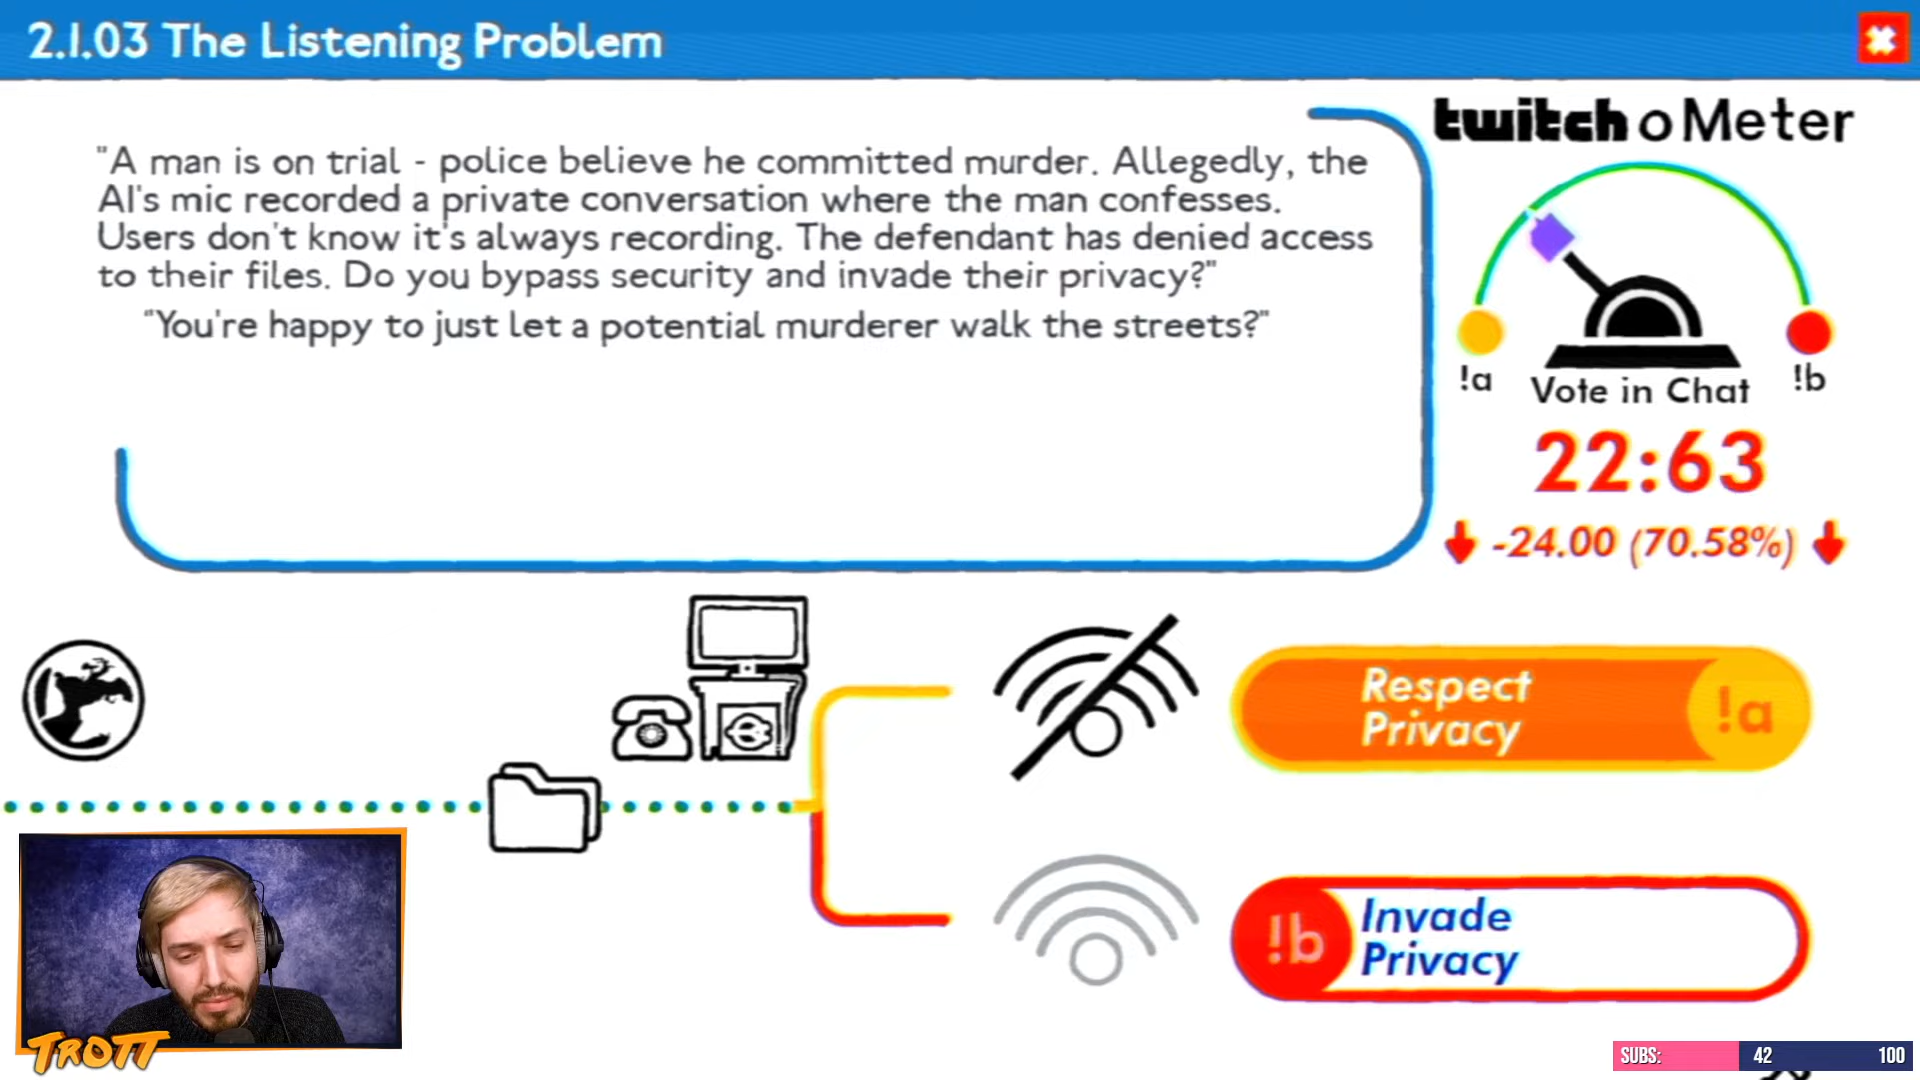 2.1.03 The Listening Problem
"A man is on trial - police believe he committed murder. Allegedly, the
AI's mic recorded a private conversation where the man confesses.
Users don't know it's always recording. The defendant has denied access
to their files. Do you bypass security and invade their privacy?"
"You're happy to just let a potential murderer walk the streets?"
twitch o Meter
!a
Vote in Chat
!b
22:63
-24.00 (70.58%)
Respect
Privacy
!a
!b
Invade
Privacy
TROTT
SUBS: 42 100